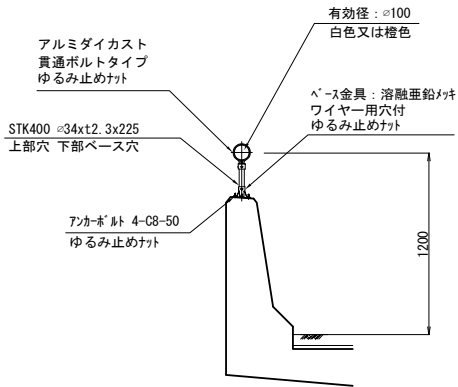 有効径：⌀100
白色又は橙色
アルミダイカスト
貫通ボルトタイプ
ゆるみ止めナット
ベース金具：溶融亜鉛メッキ
ワイヤー用穴付
ゆるみ止めナット
STK400 ⌀34xt2.3x225
上部穴 下部ベース穴
アンカーボルト 4-C8-50
ゆるみ止めナット
1200